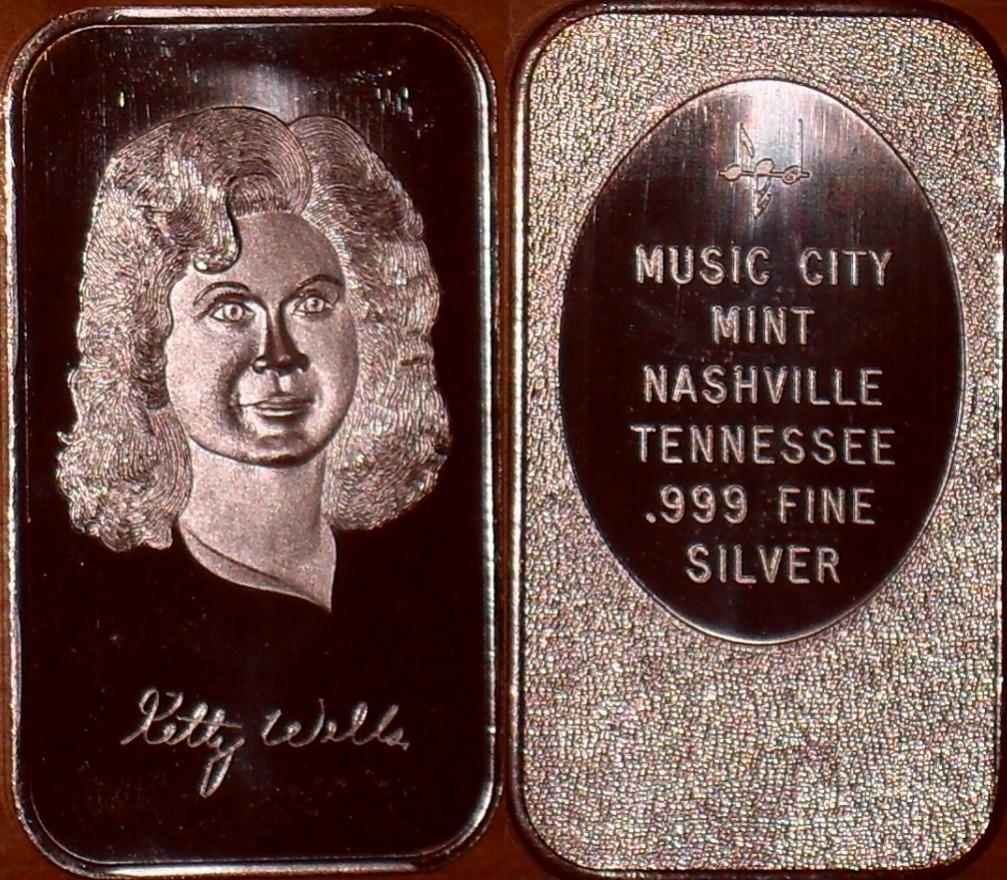 Kitty Wells
MUSIC CITY
MINT
NASHVILLE
TENNESSEE
.999 FINE
SILVER